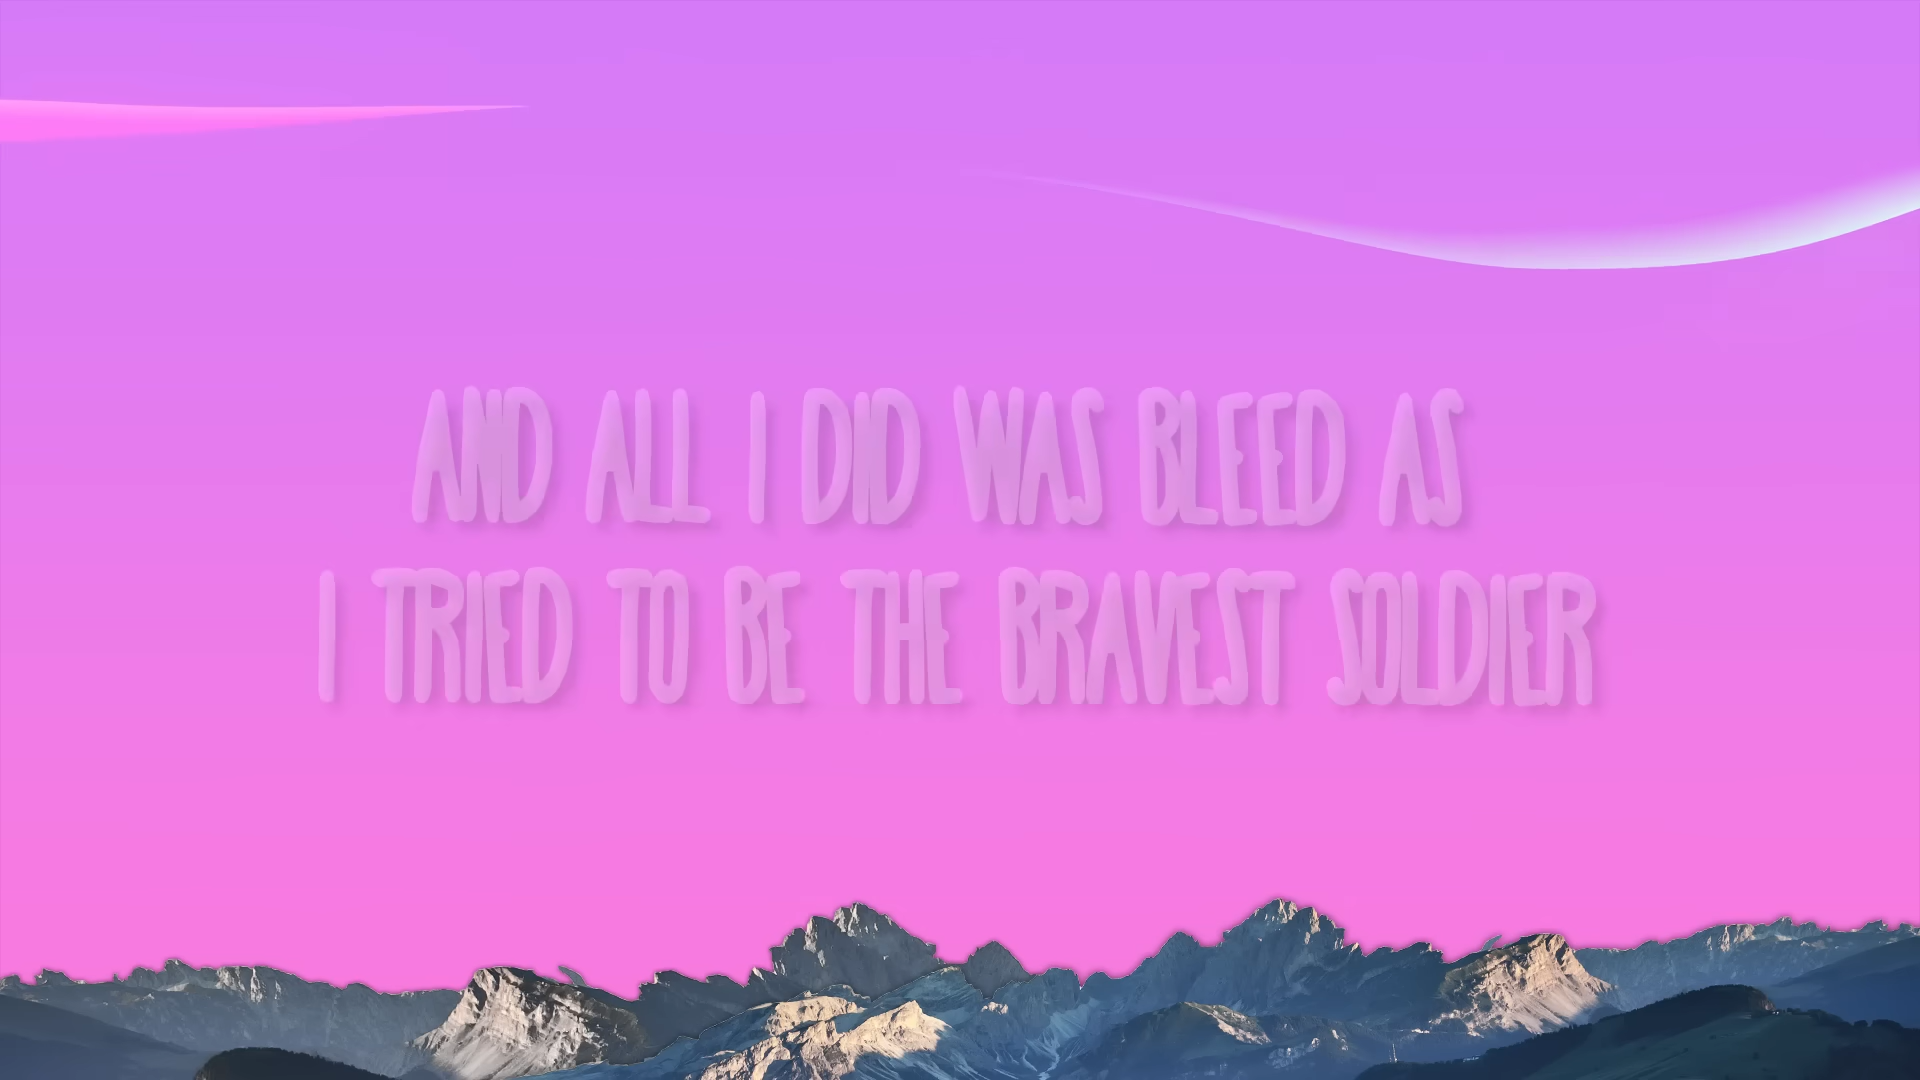 AND ALL I DID WAS BLEED AS
I TRIED TO BE THE BRAVEST SOLDIER